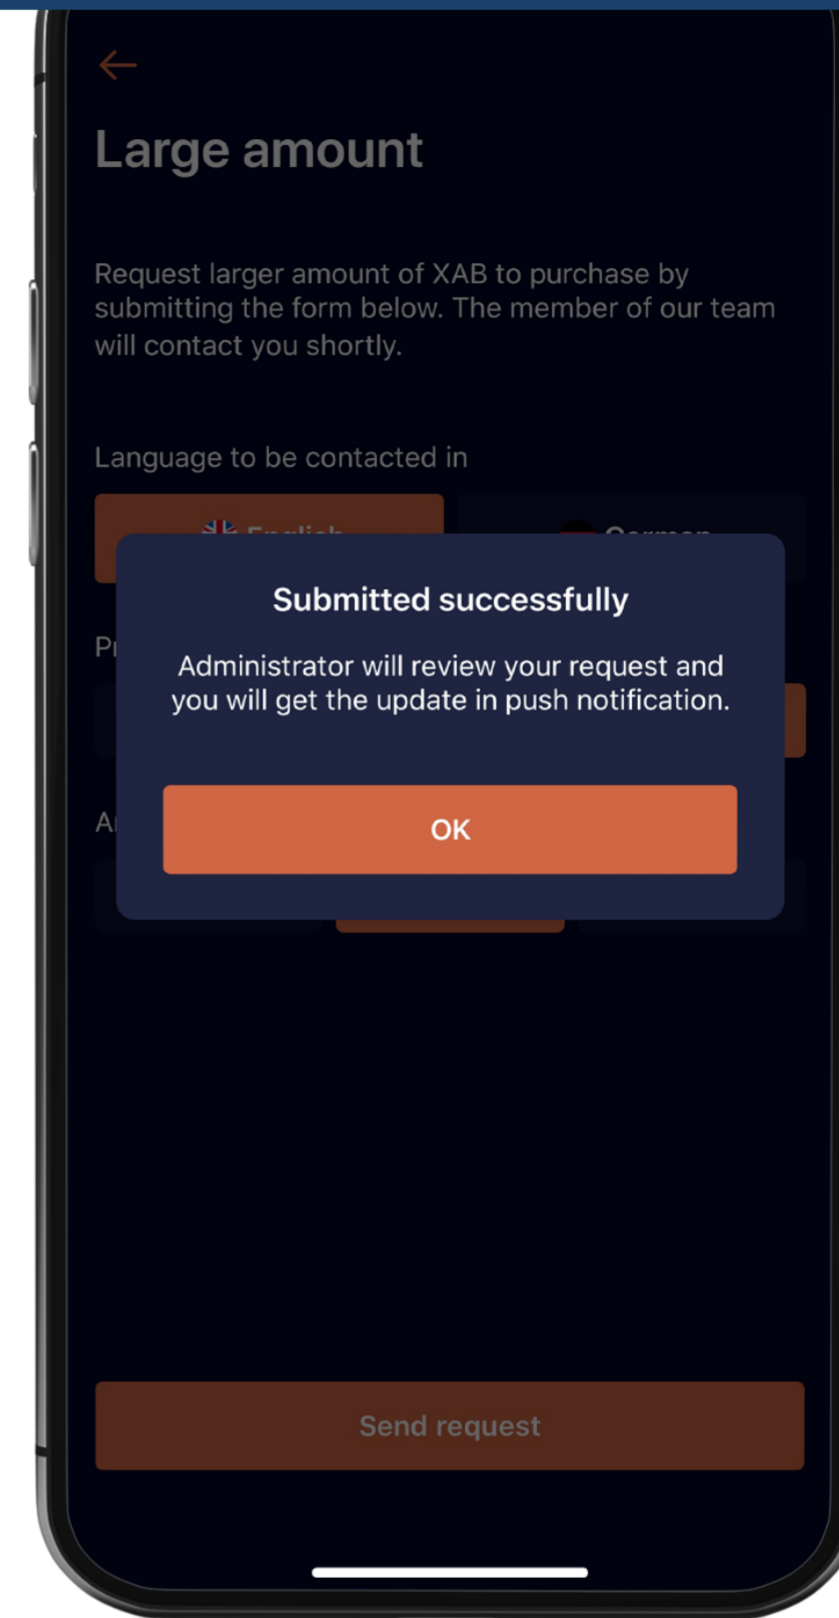 Large amount
Request larger amount of XAB to purchase by
submitting the form below. The member of our team
will contact you shortly.
Language to be contacted in
English
German
Submitted successfully
Administrator will review your request and
you will get the update in push notification.
OK
Send request